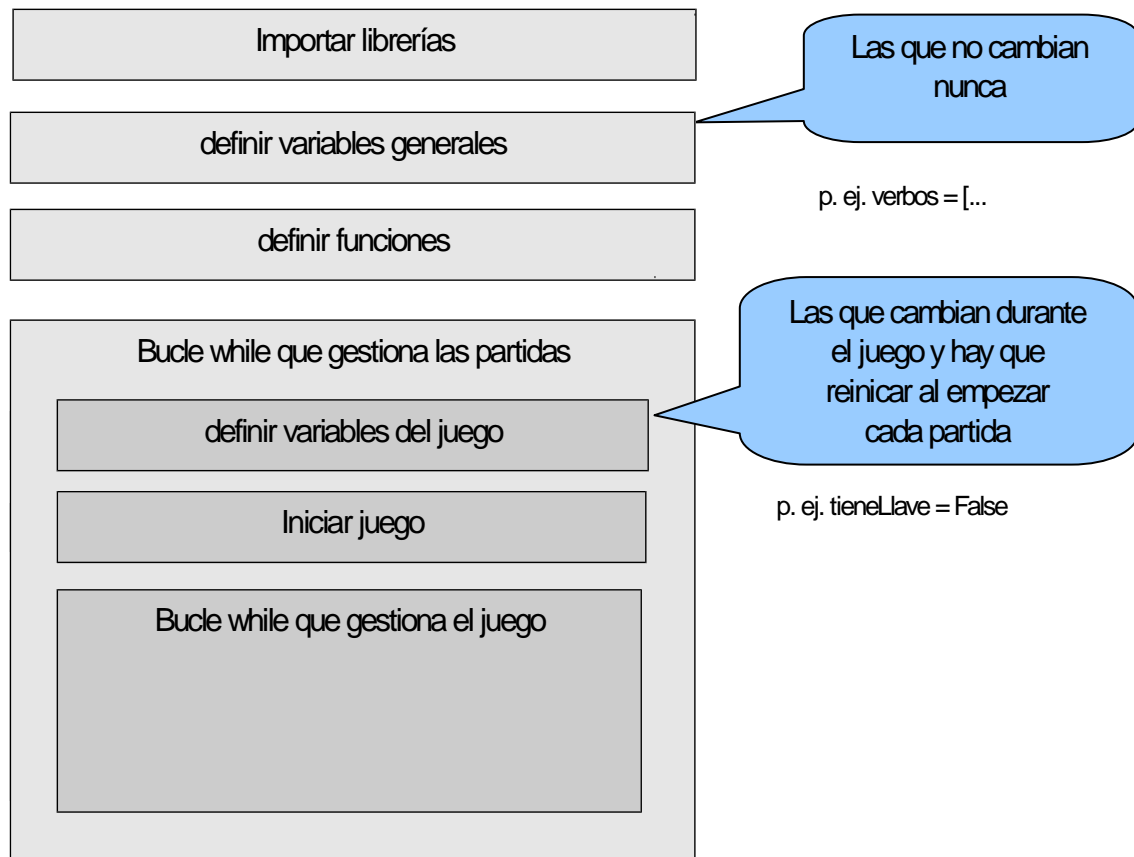 Importar librerías
Las que no cambian
nunca
definir variables generales
p. ej. verbos = [...
definir funciones
Las que cambian durante
el juego y hay que
reinicar al empezar
cada partida
Bucle while que gestiona las partidas
definir variables del juego
p. ej. tieneLlave = False
Iniciar juego
Bucle while que gestiona el juego